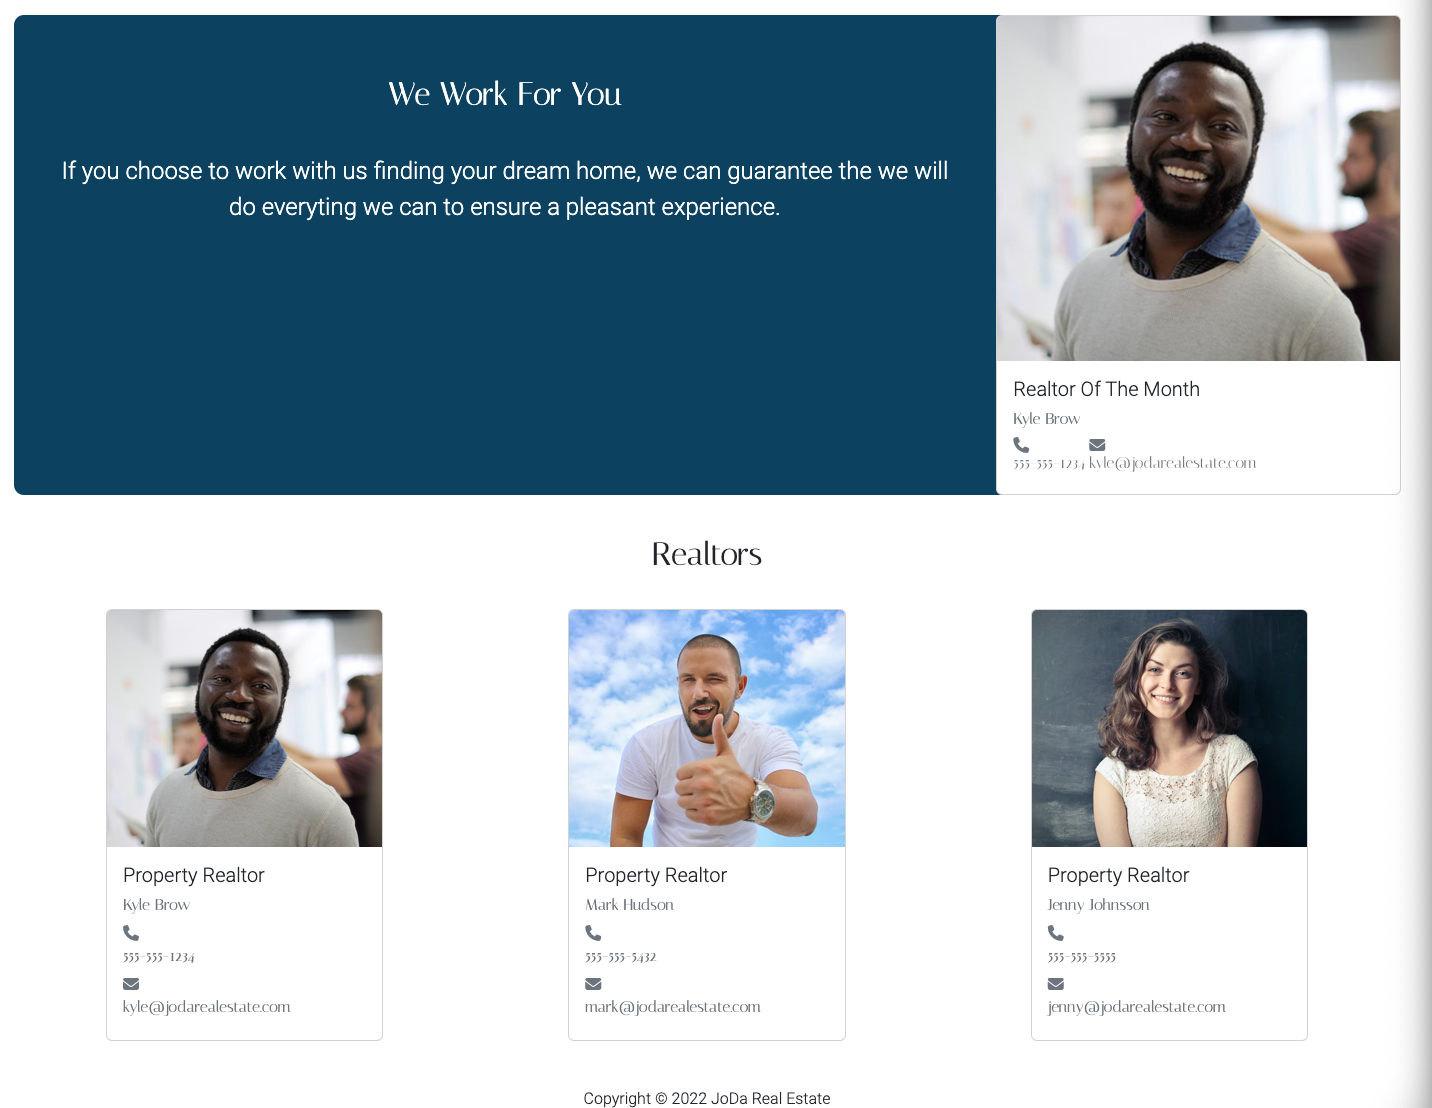 We Work For You
If you choose to work with us finding your dream home, we can guarantee the we will
do everyting we can to ensure a pleasant experience.
Realtor Of The Month
Kyle Brow
555-555-1234 kyle@jodarealestate.com
Realtors
Property Realtor
Kyle Brow
555-555-1234
kyle@jodarealestate.com
Property Realtor
Mark Hudson
555-555-5432
mark@jodarealestate.com
Property Realtor
Jenny Johnsson
555-555-5555
jenny@jodarealestate.com
Copyright © 2022 JoDa Real Estate